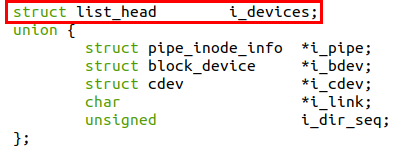 struct list_head        i_devices;
union {
        struct pipe_inode_info  *i_pipe;
        struct block_device     *i_bdev;
        struct cdev             *i_cdev;
        char                    *i_link;
        unsigned                i_dir_seq;
};